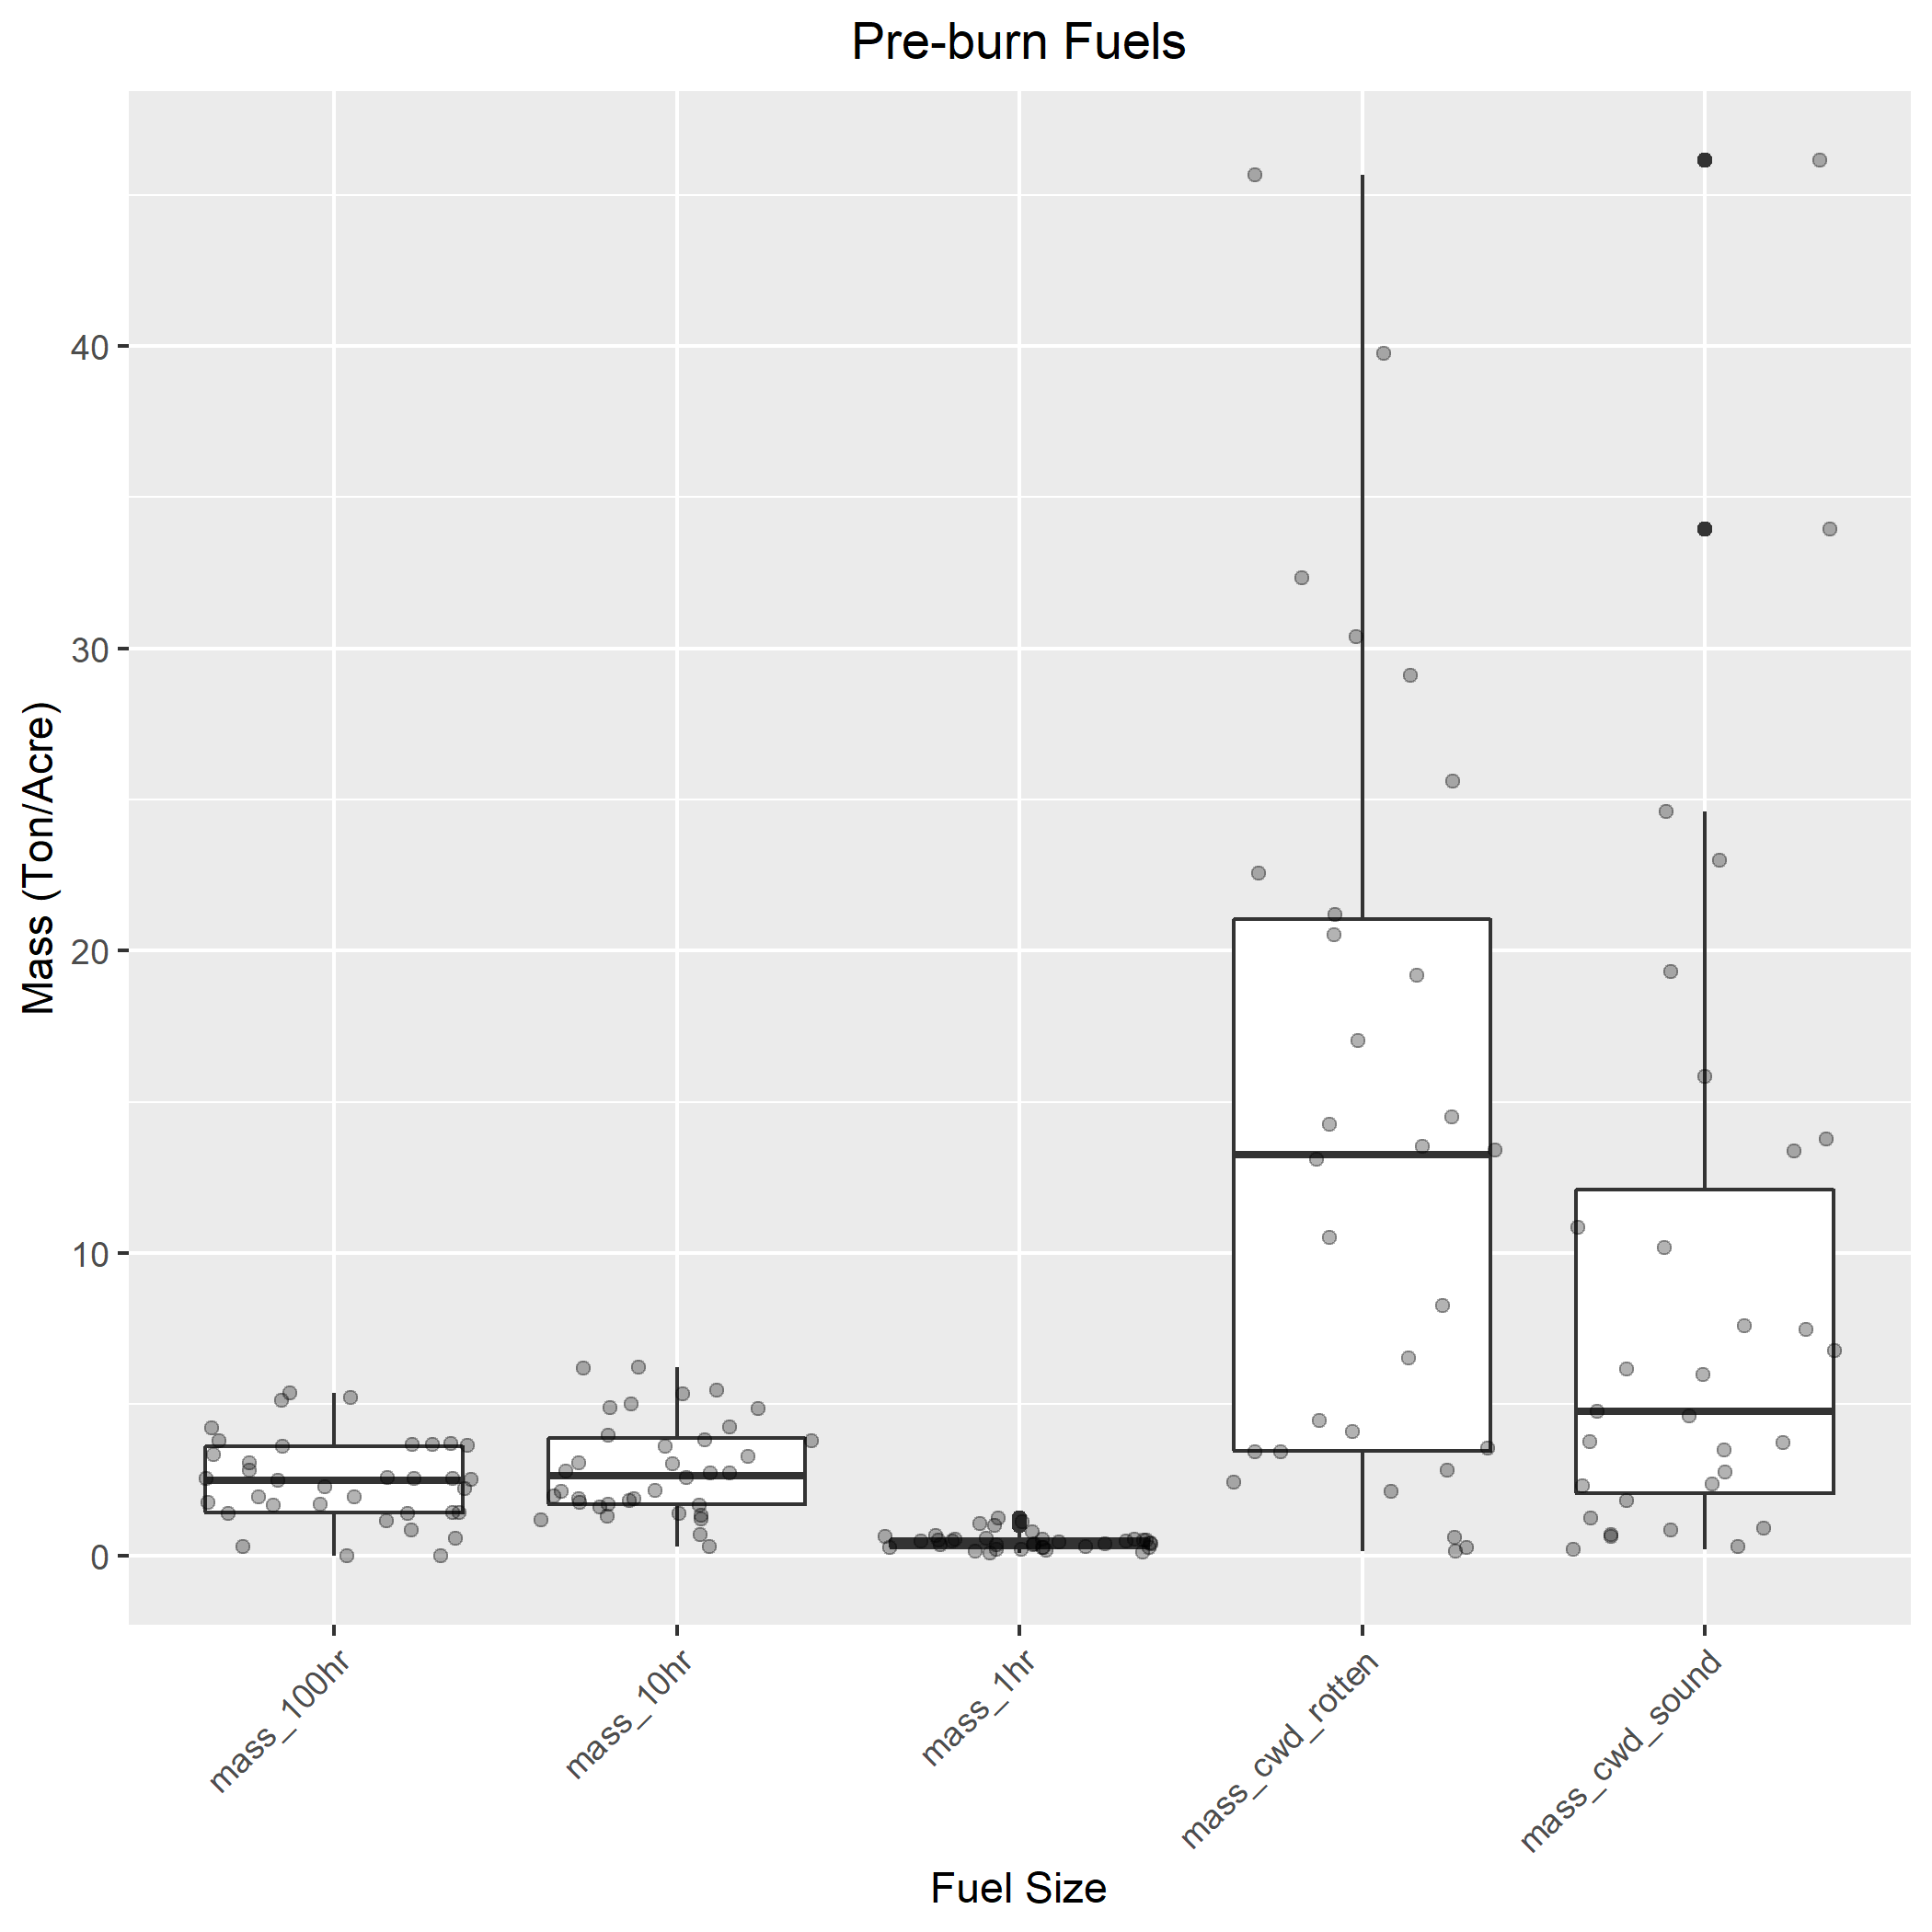 Pre-burn Fuels
Mass (Ton/Acre)
40
30
20
10
0
mass_100hr
mass_10hr
mass_1hr
mass_cwd_rotten
mass_cwd_sound
Fuel Size